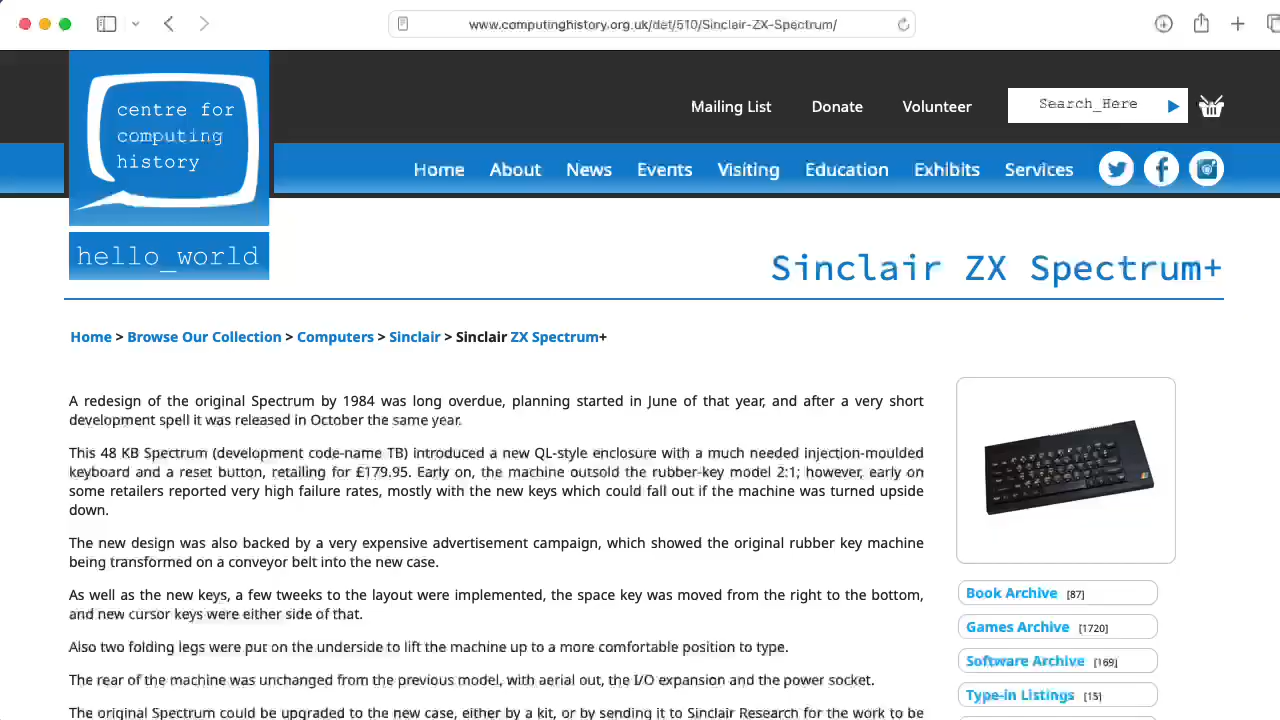 www.computinghistory.org.uk/det/510/Sinclair-ZX-Spectrum/
centre for
computing
history
hello_world
Mailing List Donate Volunteer Search_Here
Home About News Events Visiting Education Exhibits Services
Sinclair ZX Spectrum+
Home > Browse Our Collection > Computers > Sinclair > Sinclair ZX Spectrum+
A redesign of the original Spectrum by 1984 was long overdue, planning started in June of that year, and after a very short
development spell it was released in October the same year.
This 48 KB Spectrum (development code-name TB) introduced a new QL-style enclosure with a much needed injection-moulded
keyboard and a reset button, retailing for £179.95. Early on, the machine outsold the rubber-key model 2:1; however, early on
some retailers reported very high failure rates, mostly with the new keys which could fall out if the machine was turned upside
down.
The new design was also backed by a very expensive advertisement campaign, which showed the original rubber key machine
being transformed on a conveyor belt into the new case.
As well as the new keys, a few tweeks to the layout were implemented, the space key was moved from the right to the bottom,
and new cursor keys were either side of that.
Also two folding legs were put on the underside to lift the machine up to a more comfortable position to type.
The rear of the machine was unchanged from the previous model, with aerial out, the I/O expansion and the power socket.
The original Spectrum could be upgraded to the new case, either by a kit, or by sending it to Sinclair Research for the work to be
Book Archive [87]
Games Archive [1720]
Software Archive [169]
Type-in Listings [15]